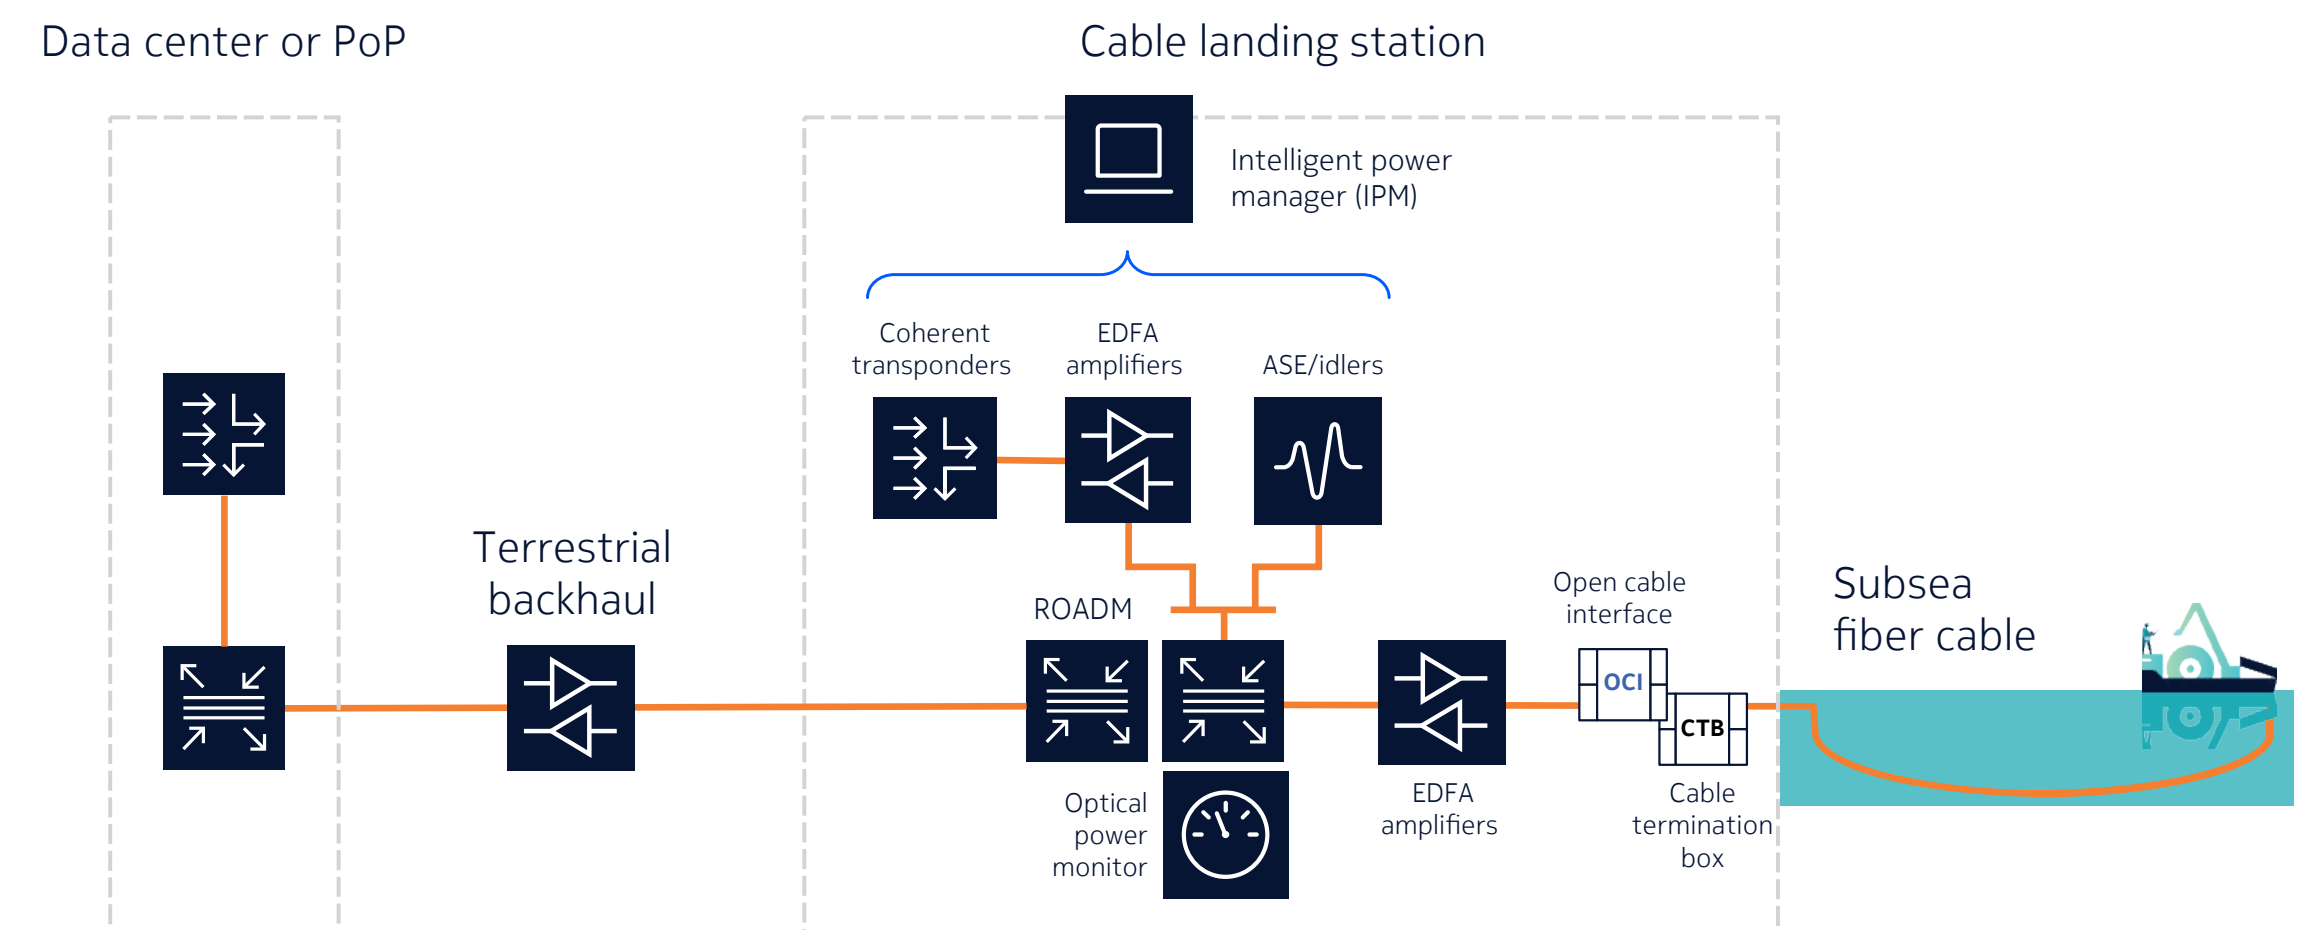 Data center or PoP
Cable landing station
Intelligent power
manager (IPM)
Coherent
transponders
EDFA
amplifiers
ASE/idlers
Terrestrial
backhaul
ROADM
Open cable
interface
OCI
CTB
Subsea
fiber cable
Optical
power
monitor
EDFA
amplifiers
Cable
termination
box